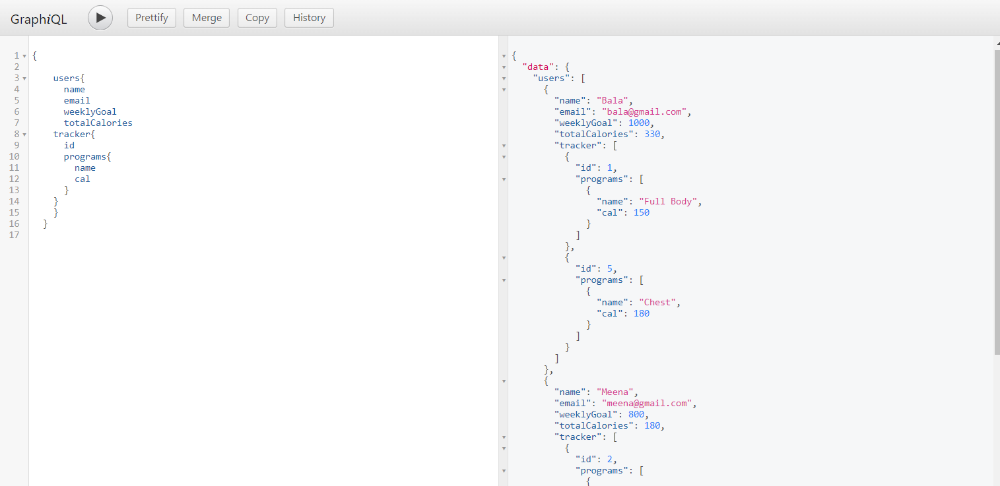 GraphiQL Prettify Merge Copy History
1 {
2
3 users{
4 name
5 email
6 weeklyGoal
7 totalCalories
8 tracker{
9 id
10 programs{
11 name
12 cal
13 }
14 }
15 }
16 }
17
{
"data": {
"users": [
{
"name": "Bala",
"email": "bala@gmail.com",
"weeklyGoal": 1000,
"totalCalories": 330,
"tracker": [
{
"id": 1,
"programs": [
{
"name": "Full Body",
"cal": 150
}
]
},
{
"id": 5,
"programs": [
{
"name": "Chest",
"cal": 180
}
]
}
]
},
{
"name": "Meena",
"email": "meena@gmail.com",
"weeklyGoal": 800,
"totalCalories": 180,
"tracker": [
{
"id": 2,
"programs": [
{